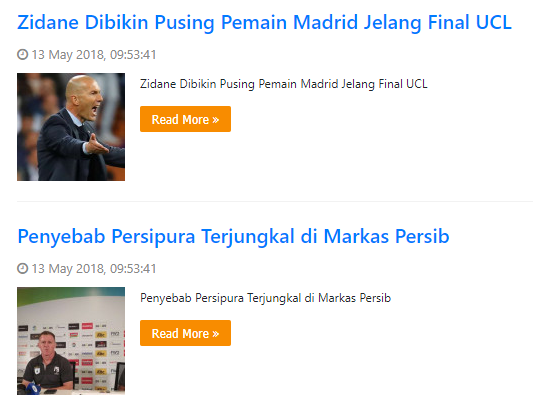 Zidane Dibikin Pusing Pemain Madrid Jelang Final UCL
13 May 2018, 09:53:41
Zidane Dibikin Pusing Pemain Madrid Jelang Final UCL
Read More »
Penyebab Persipura Terjungkal di Markas Persib
13 May 2018, 09:53:41
Penyebab Persipura Terjungkal di Markas Persib
Read More »